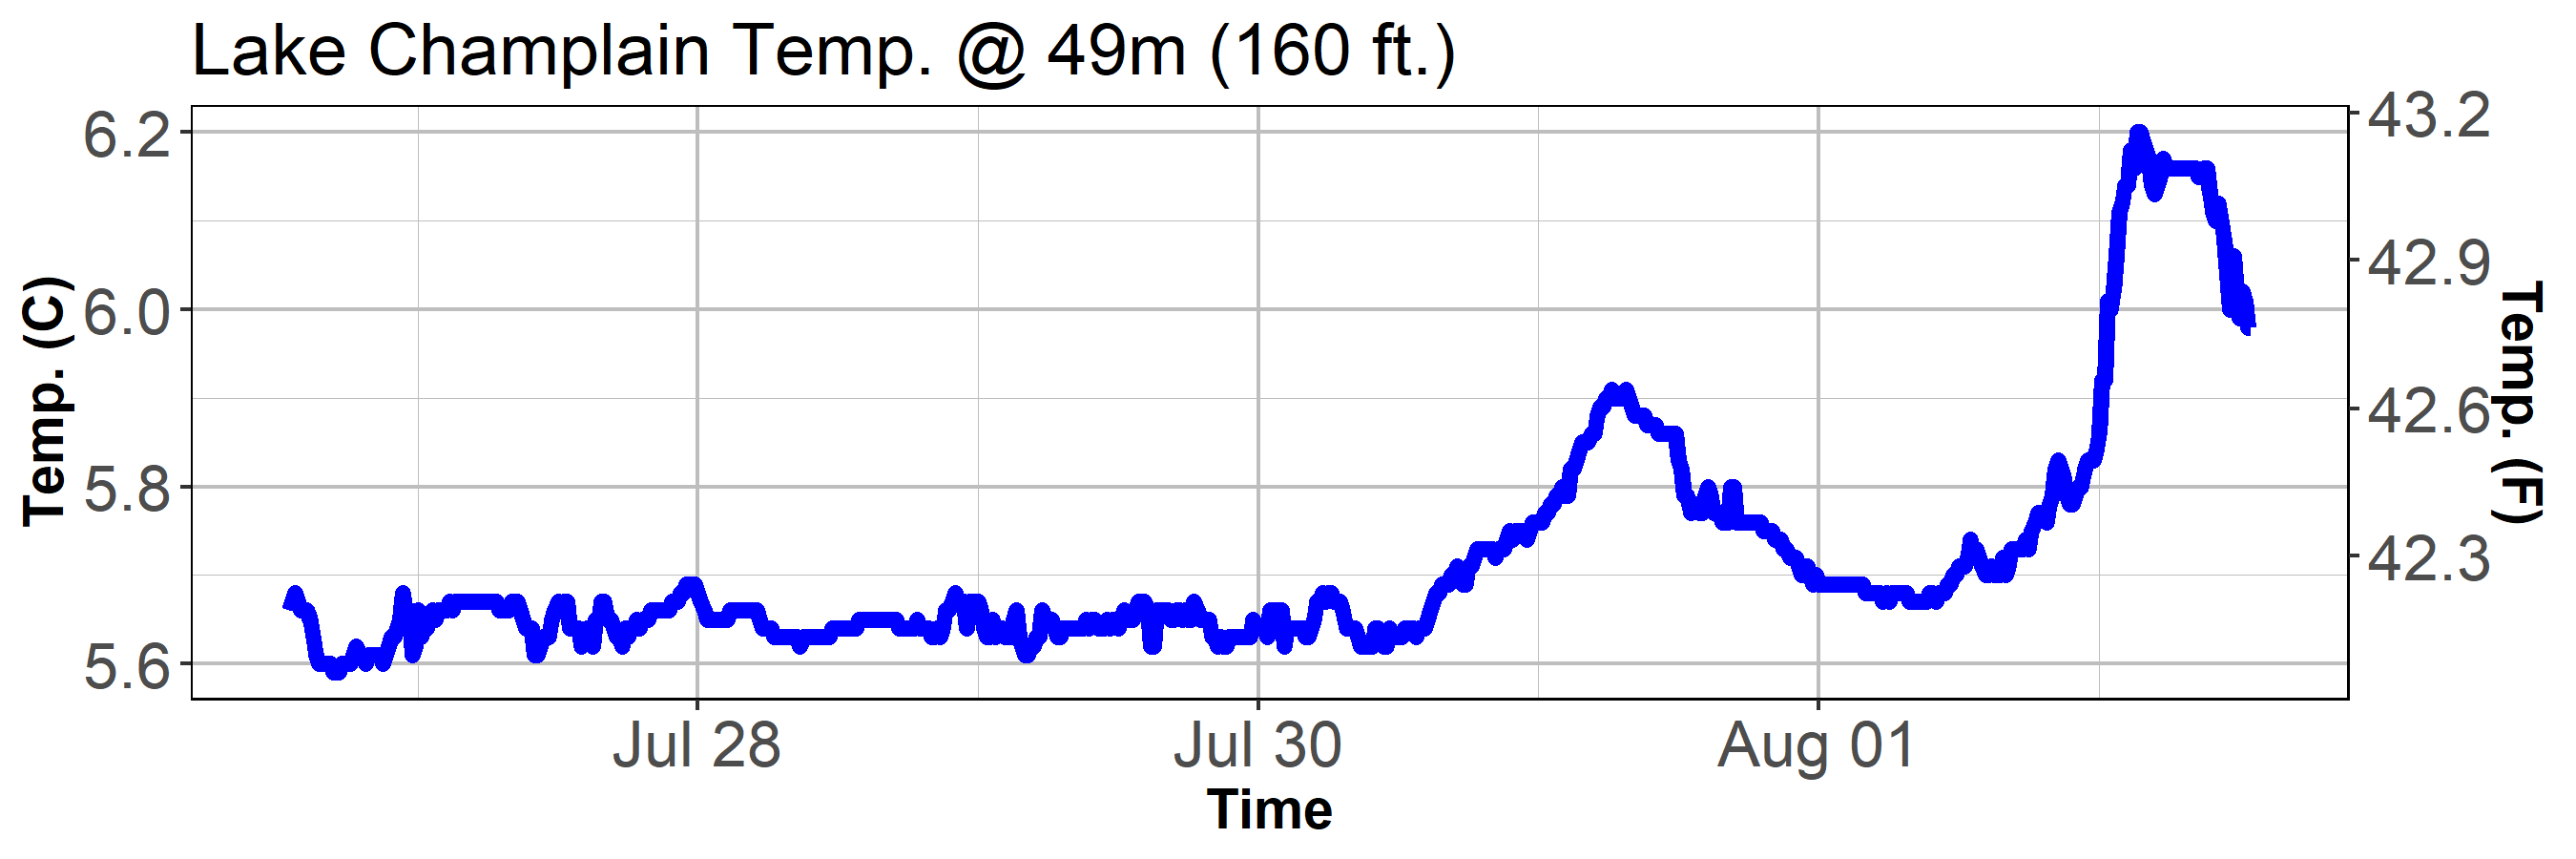 Lake Champlain Temp. @ 49m (160 ft.)
6.2
6.0
5.8
5.6
Temp. (C)
43.2
42.9
42.6
42.3
Temp. (F)
Jul 28
Jul 30
Aug 01
Time